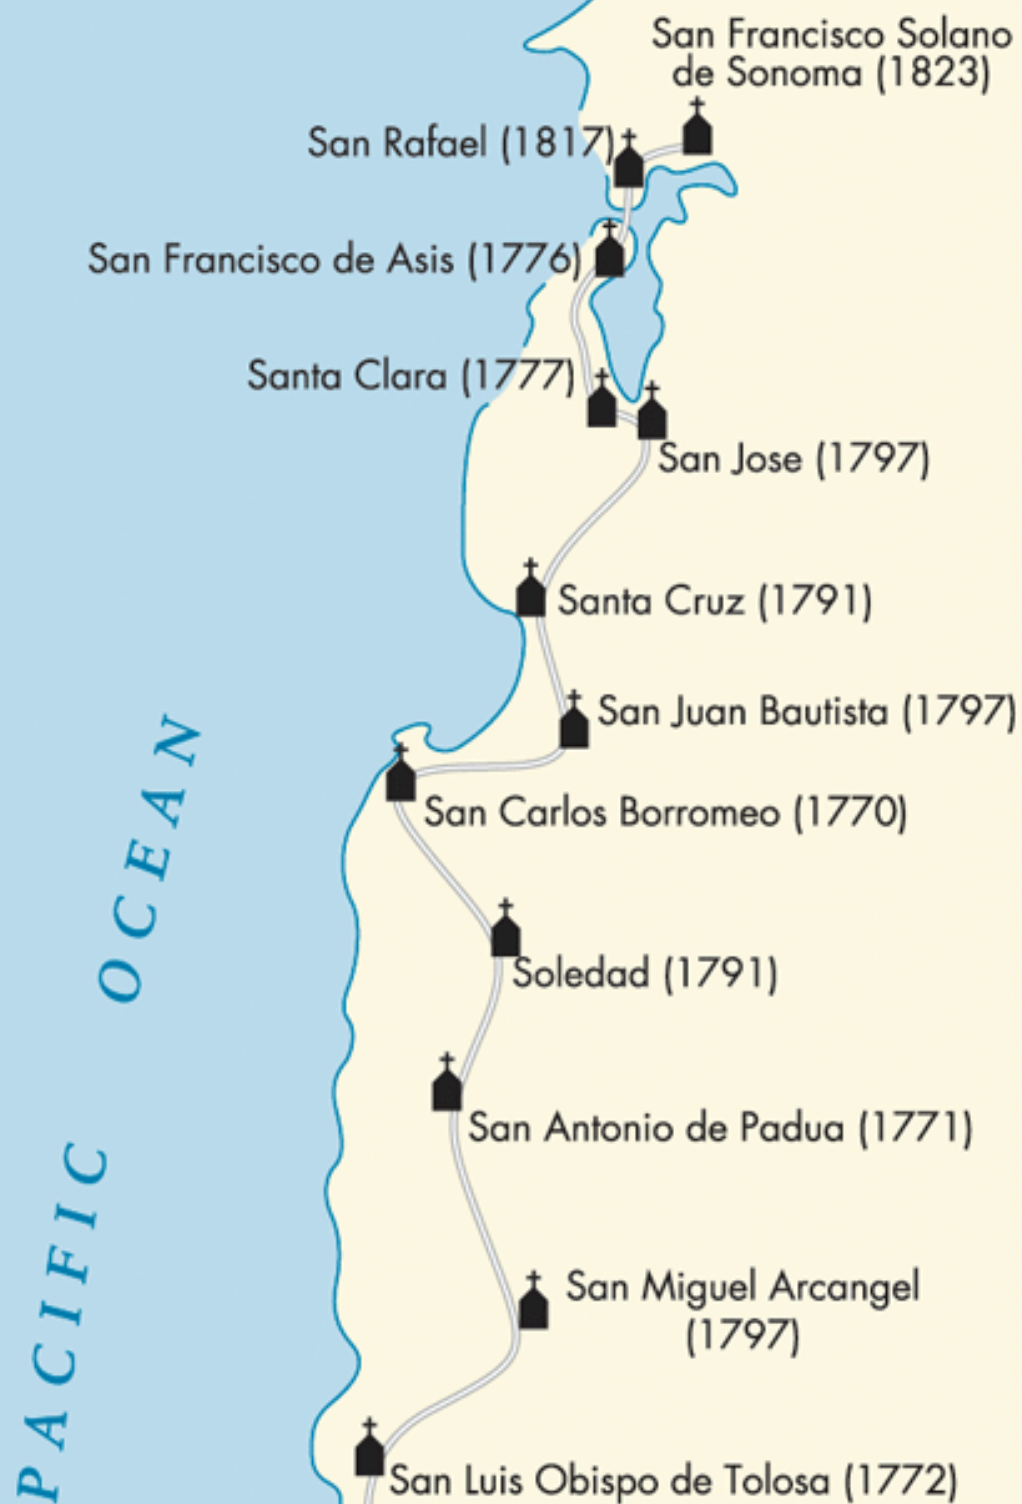 San Francisco Solano
de Sonoma (1823)
San Rafael (1817)
San Francisco de Asis (1776)
Santa Clara (1777)
San Jose (1797)
Santa Cruz (1791)
San Juan Bautista (1797)
San Carlos Borromeo (1770)
Soledad (1791)
San Antonio de Padua (1771)
San Miguel Arcangel
(1797)
San Luis Obispo de Tolosa (1772)
PACIFIC OCEAN